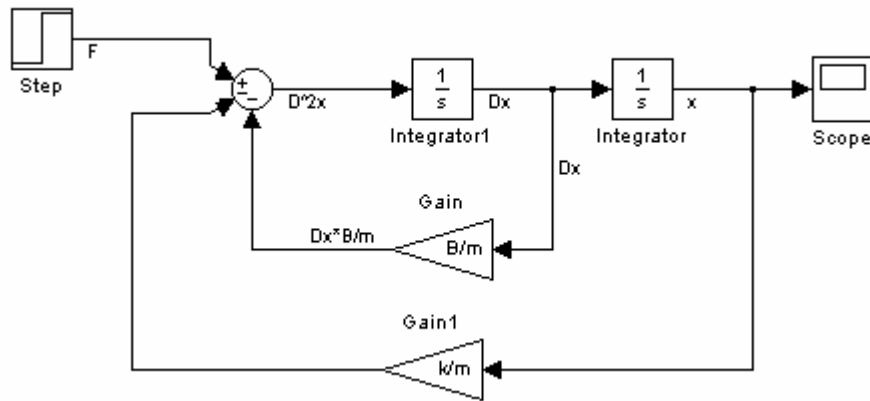 F
Step
+
−
−
D^2x
1
s
Integrator1
Dx
1
s
Integrator
x
Scope
Dx
Gain
Dx*B/m
B/m
Gain1
k/m